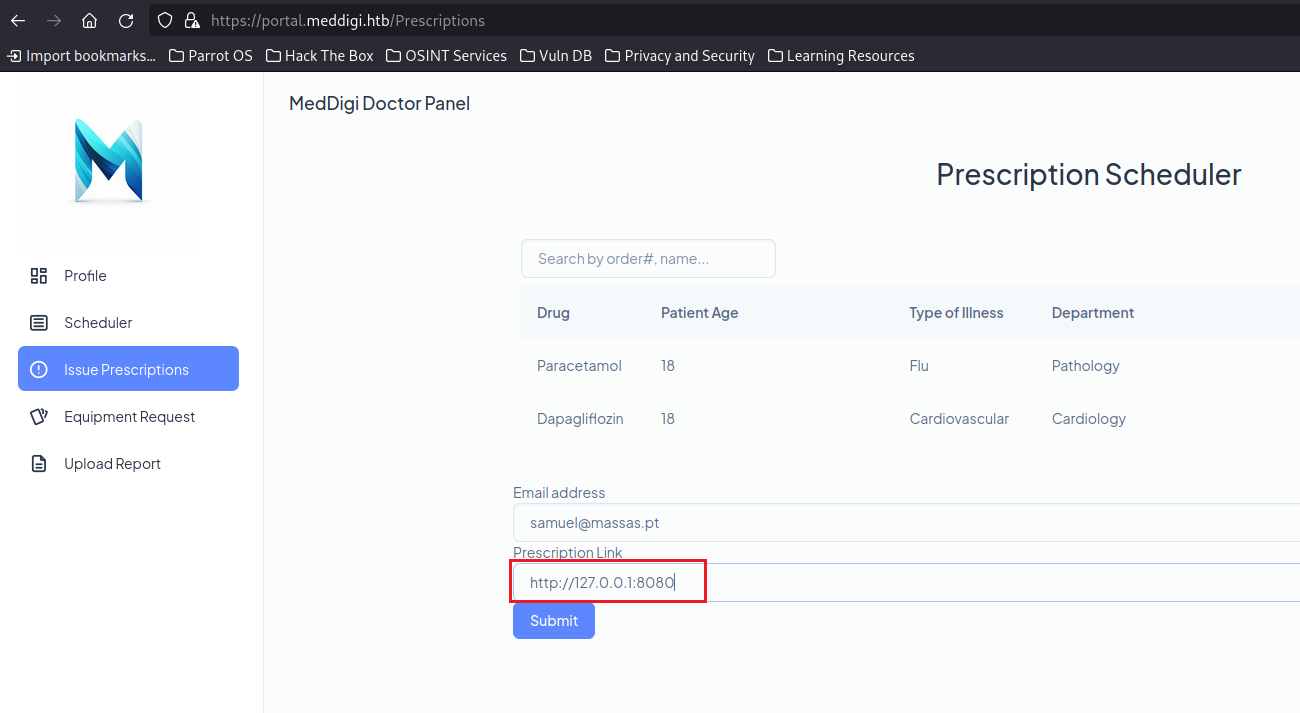 https://portal.meddigi.htb/Prescriptions
Import bookmarks... Parrot OS Hack The Box OSINT Services Vuln DB Privacy and Security Learning Resources
MedDigi Doctor Panel
Prescription Scheduler
Profile
Scheduler
Issue Prescriptions
Equipment Request
Upload Report
Search by order#, name...
Drug Patient Age Type of Illness Department
Paracetamol 18 Flu Pathology
Dapagliflozin 18 Cardiovascular Cardiology
Email address
samuel@massas.pt
Prescription Link
http://127.0.0.1:8080
Submit